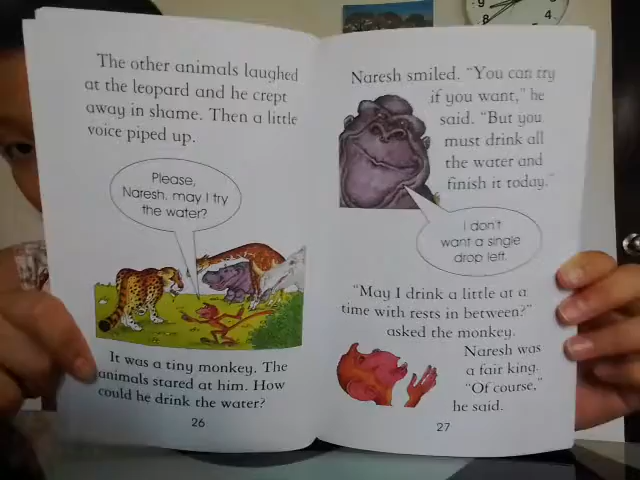 The other animals laughed
at the leopard and he crept
away in shame. Then a little
voice piped up.
Please,
Naresh, may I try
the water?
It was a tiny monkey. The
animals stared at him. How
could he drink the water?
26
Naresh smiled. “You can try
if you want,” he
said. “But you
must drink all
the water and
finish it today.”
I don't
want a single
drop left.
“May I drink a little at a
time with rests in between?”
asked the monkey.
Naresh was
a fair king.
“Of course,”
he said.
27
9
8
4